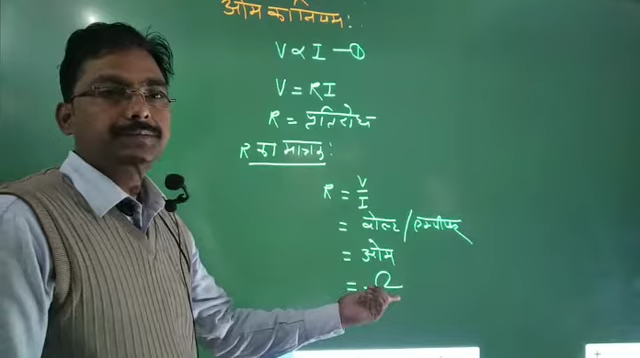 ओम का नियम:
V ∝ I —①
V = RI
R = प्रतिरोध
R का मात्रक:
R = V/I
= वोल्ट/एम्पीयर
= ओम
= Ω